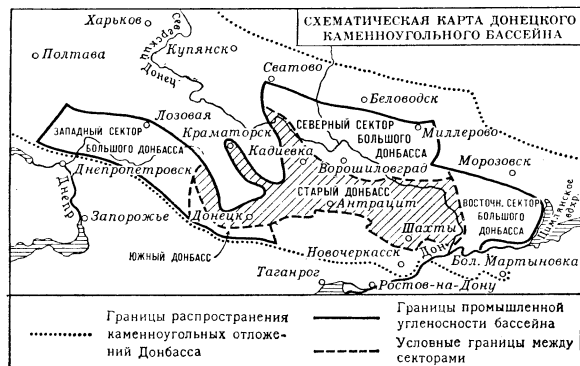 СХЕМАТИЧЕСКАЯ КАРТА ДОНЕЦКОГО
КАМЕННОУГОЛЬНОГО БАССЕЙНА
Харьков
Северский
Донец
Купянск
Полтава
Сватово
Беловодск
Лозовая
ЗАПАДНЫЙ СЕКТОР
БОЛЬШОГО ДОНБАССА
Краматорск
СЕВЕРНЫЙ СЕКТОР
БОЛЬШОГО
ДОНБАССА
Миллерово
Кадиевка
Днепропетровск
Ворошиловград
Морозовск
Днепр
СТАРЫЙ ДОНБАСС
Антрацит
ВОСТОЧН. СЕКТОР
БОЛЬШОГО
ДОНБАССА
Цимлянское
вдхр.
Запорожье
Донецк
Шахты
ЮЖНЫЙ ДОНБАСС
Дон
Новочеркасск
Бол. Мартыновка
Таганрог
Ростов-на-Дону
Границы распространения
каменноугольных отложе-
ний Донбасса
Границы промышленной
угленосности бассейна
Условные границы между
секторами